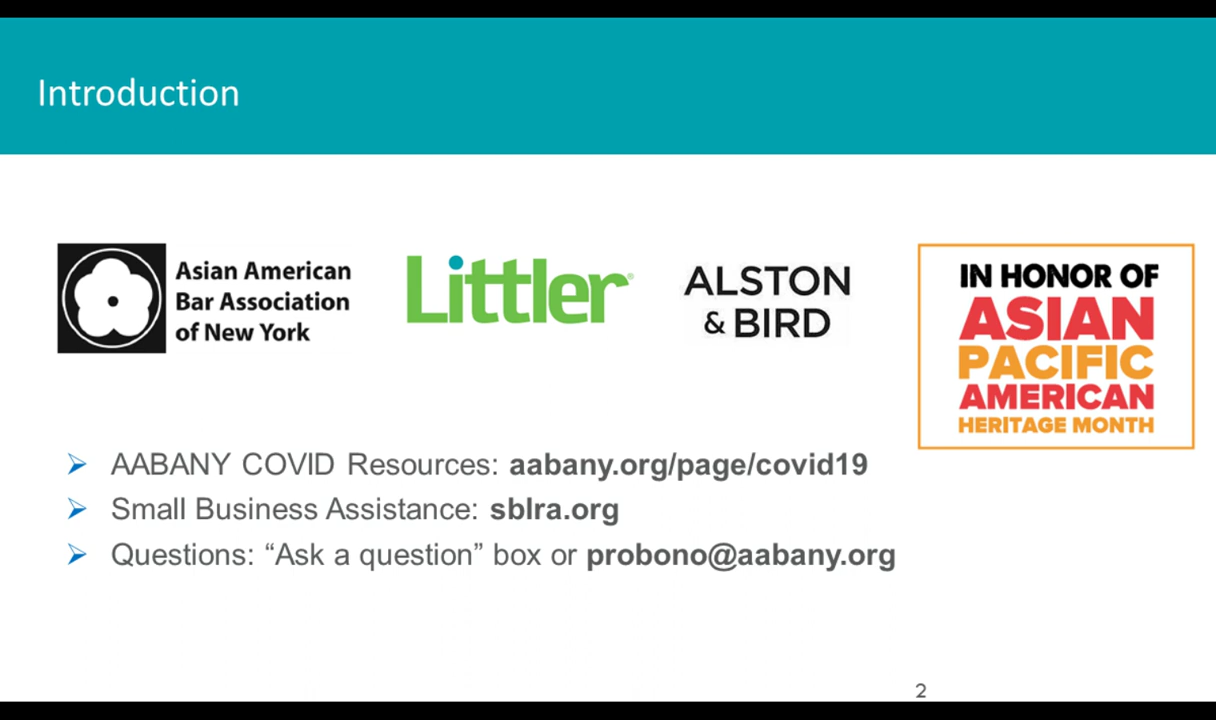 Introduction
Asian American
Bar Association
of New York
Littler®
ALSTON
& BIRD
IN HONOR OF
ASIAN
PACIFIC
AMERICAN
HERITAGE MONTH
AABANY COVID Resources: aabany.org/page/covid19
Small Business Assistance: sblra.org
Questions: “Ask a question” box or probono@aabany.org
2